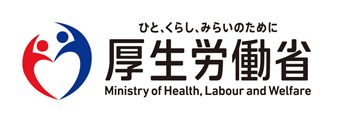 ひと、くらし、みらいのために
厚生労働省
Ministry of Health, Labour and Welfare